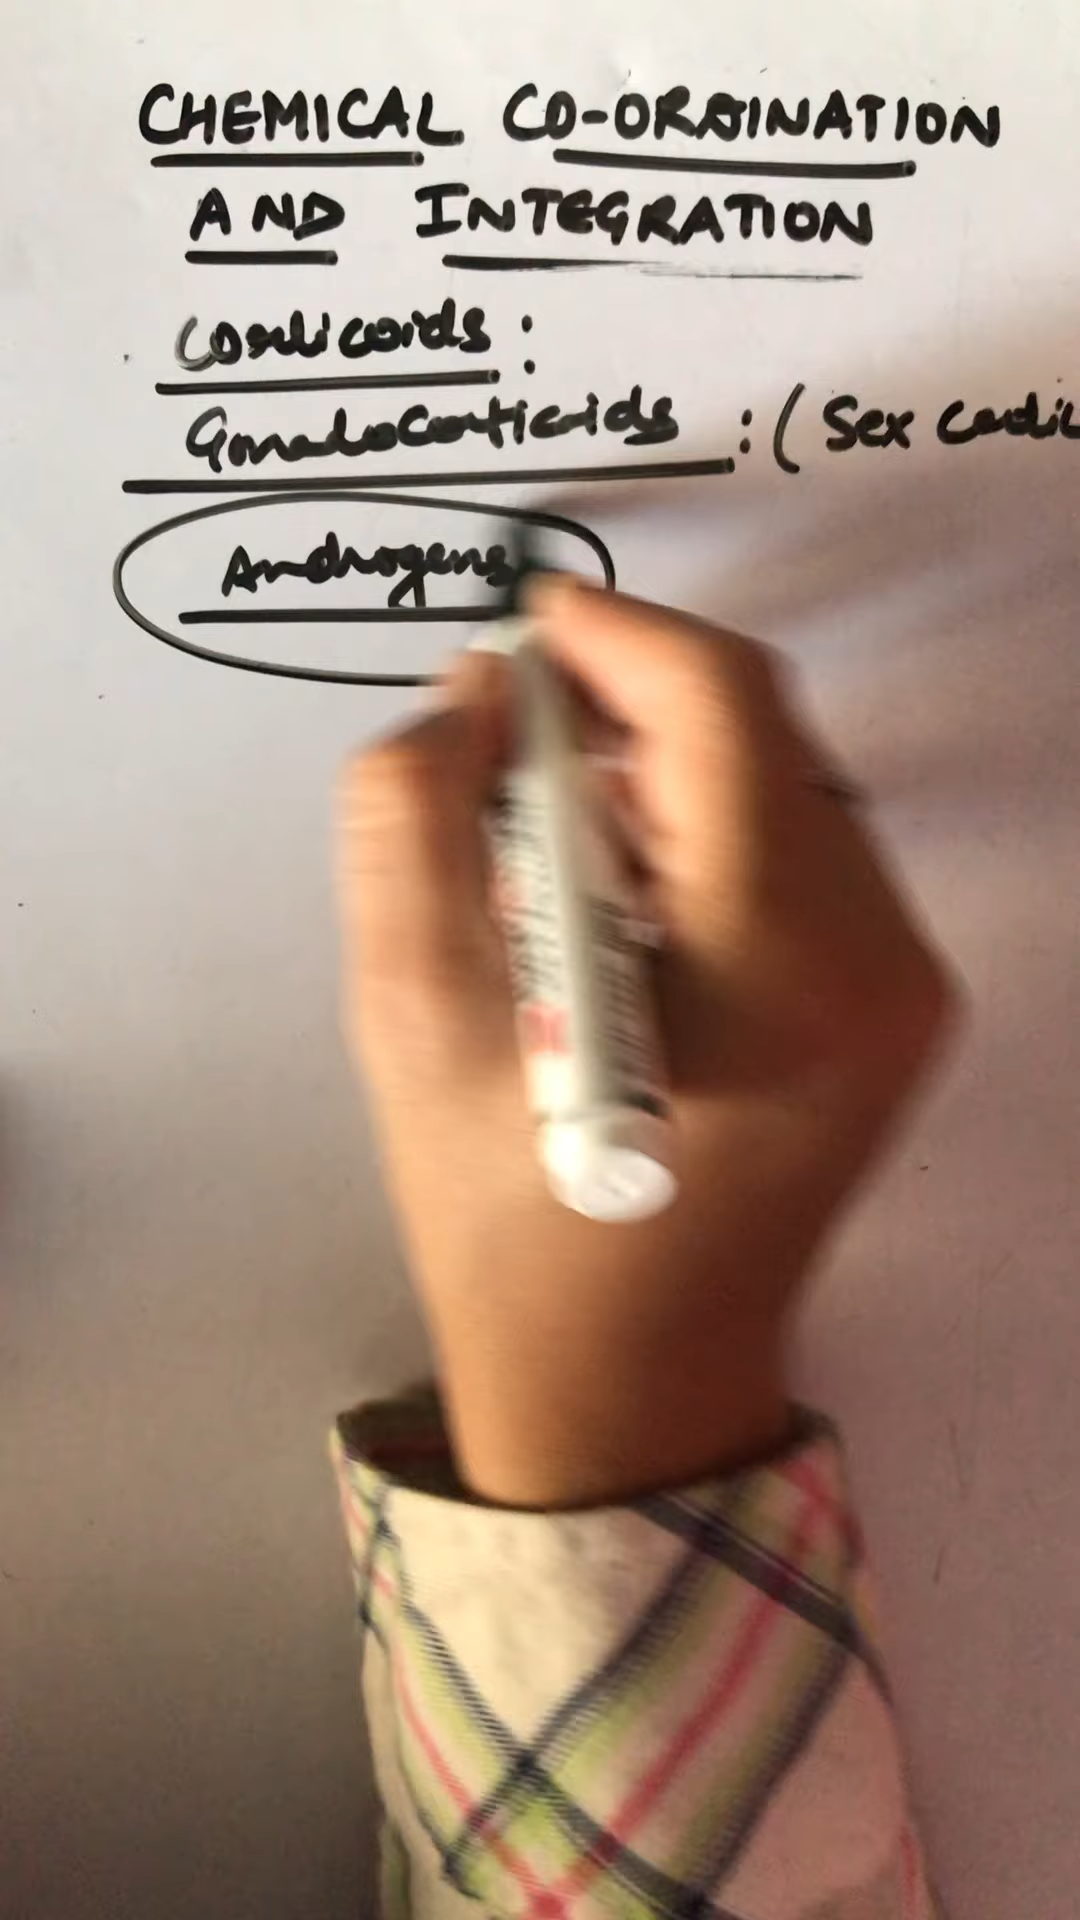 CHEMICAL CO-ORDINATION
AND INTEGRATION
Corticoids :
Gonadocorticoids : ( Sex
Androgens